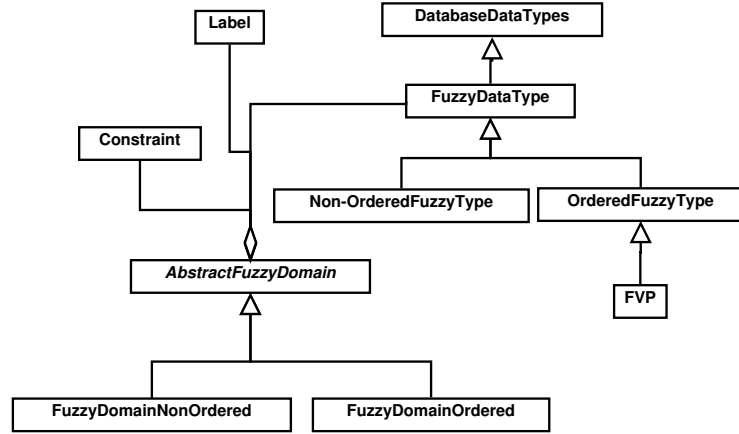 DatabaseDataTypes
Label
FuzzyDataType
Constraint
Non-OrderedFuzzyType
OrderedFuzzyType
AbstractFuzzyDomain
FVP
FuzzyDomainNonOrdered
FuzzyDomainOrdered